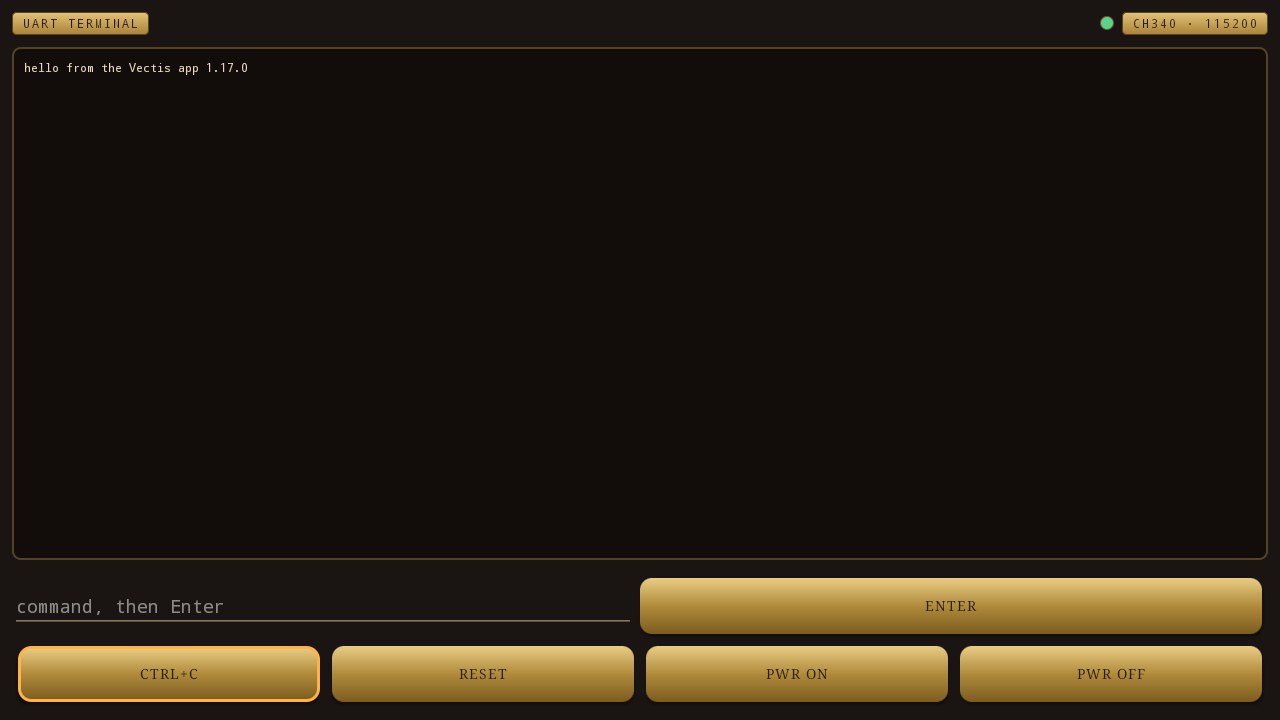 UART TERMINAL
CH340 · 115200
hello from the Vectis app 1.17.0
command, then Enter
ENTER
CTRL+C
RESET
PWR ON
PWR OFF